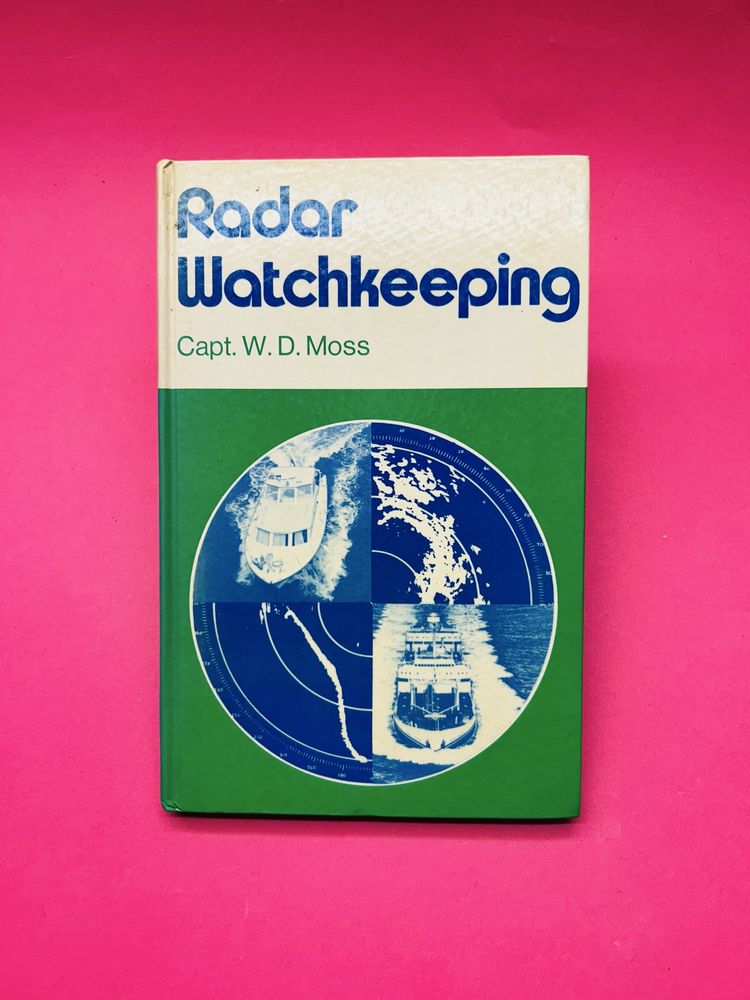 Radar
Watchkeeping
Capt. W. D. Moss